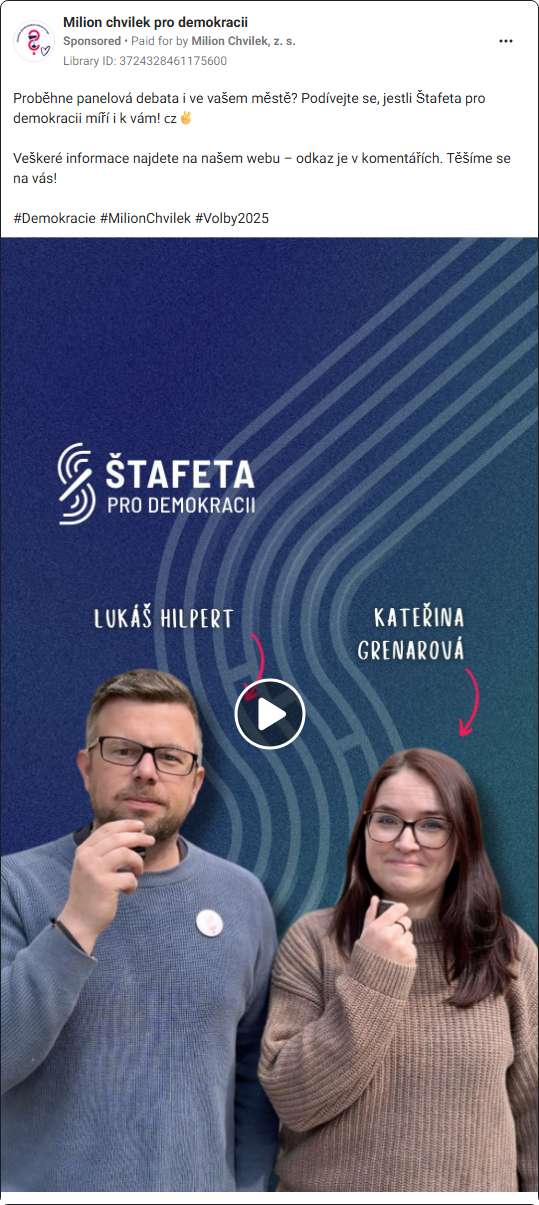 Milion chvilek pro demokracii
Sponsored • Paid for by Milion Chvilek, z. s.
Library ID: 3724328461175600
Proběhne panelová debata i ve vašem městě? Podívejte se, jestli Štafeta pro
demokracii míří i k vám! cz✌️
Veškeré informace najdete na našem webu – odkaz je v komentářích. Těšíme se
na vás!
#Demokracie #MilionChvilek #Volby2025
ŠTAFETA
PRO DEMOKRACII
LUKÁŠ HILPERT
KATEŘINA
GRENAROVÁ